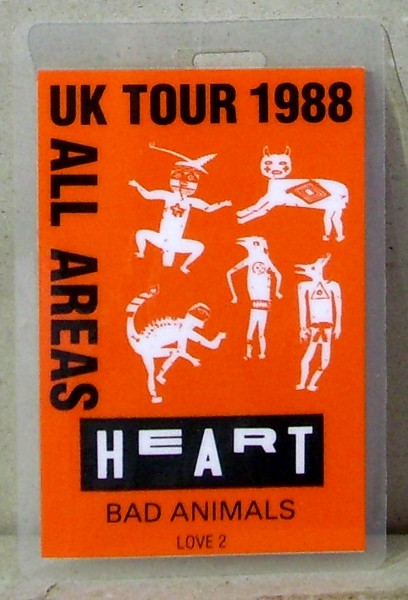 UK TOUR 1988
ALL AREAS
HEART
BAD ANIMALS
LOVE 2